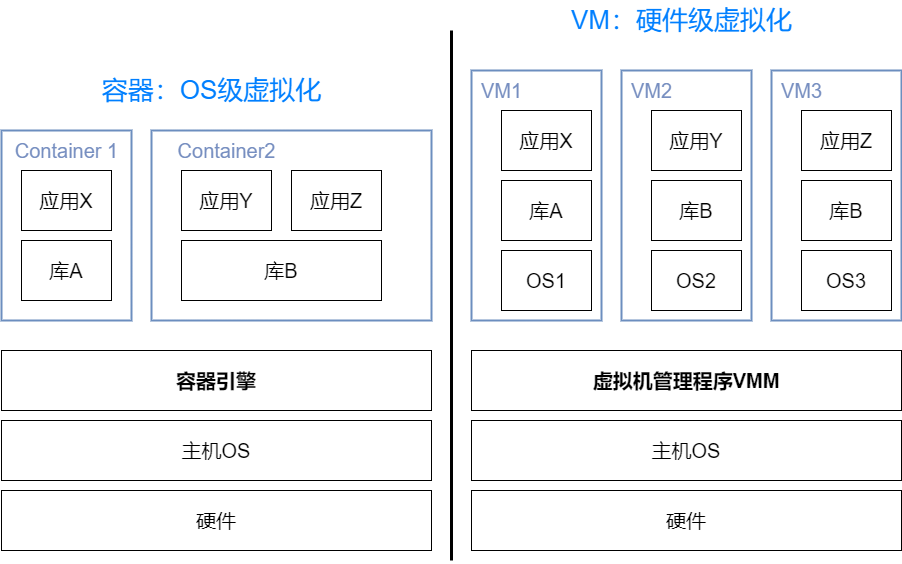 容器：OS级虚拟化
Container 1
应用X
库A
Container2
应用Y
应用Z
库B
容器引擎
主机OS
硬件
VM：硬件级虚拟化
VM1
应用X
库A
OS1
VM2
应用Y
库B
OS2
VM3
应用Z
库B
OS3
虚拟机管理程序VMM
主机OS
硬件